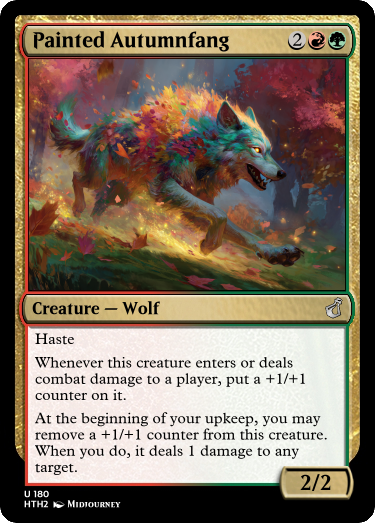 Painted Autumnfang 2
Creature — Wolf
Haste
Whenever this creature enters or deals
combat damage to a player, put a +1/+1
counter on it.
At the beginning of your upkeep, you may
remove a +1/+1 counter from this creature.
When you do, it deals 1 damage to any
target.
2/2
U 180
HTH2 Midjourney